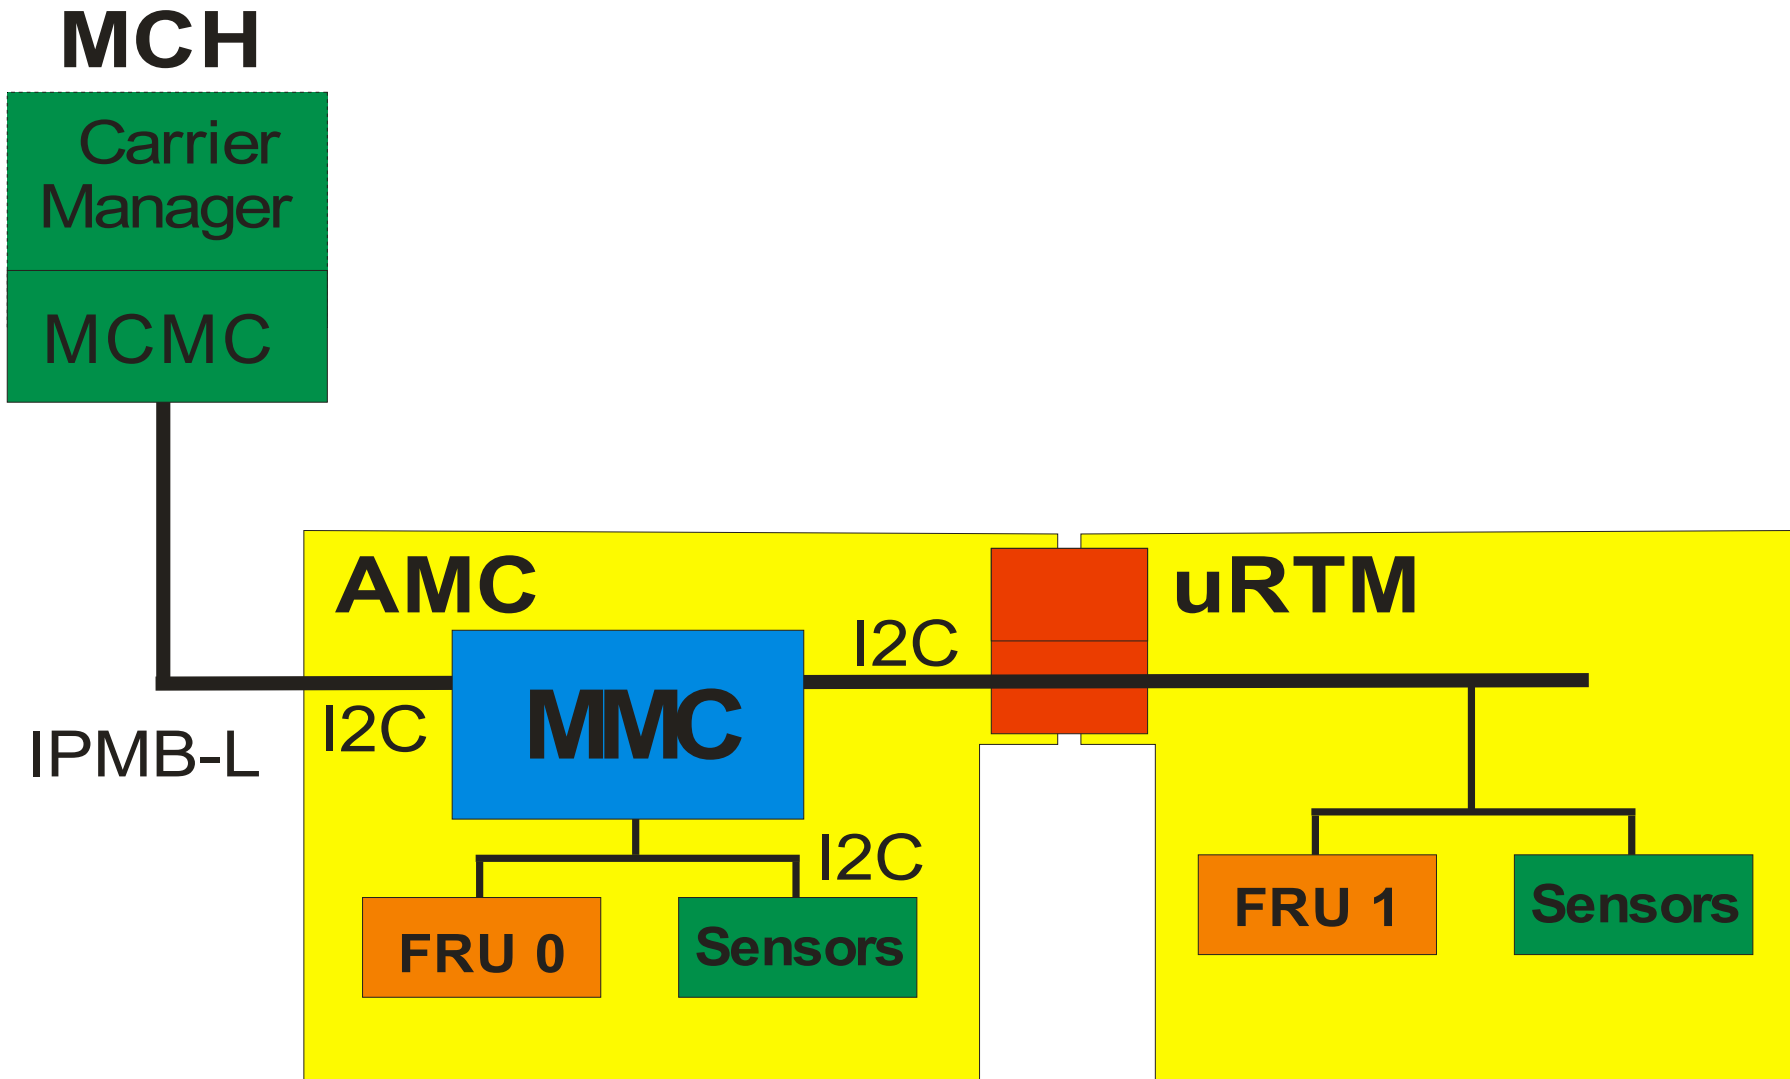 MCH
Carrier
Manager
MCMC
AMC
uRTM
I2C
MMC
I2C
IPMB-L
I2C
FRU 1
Sensors
FRU 0
Sensors